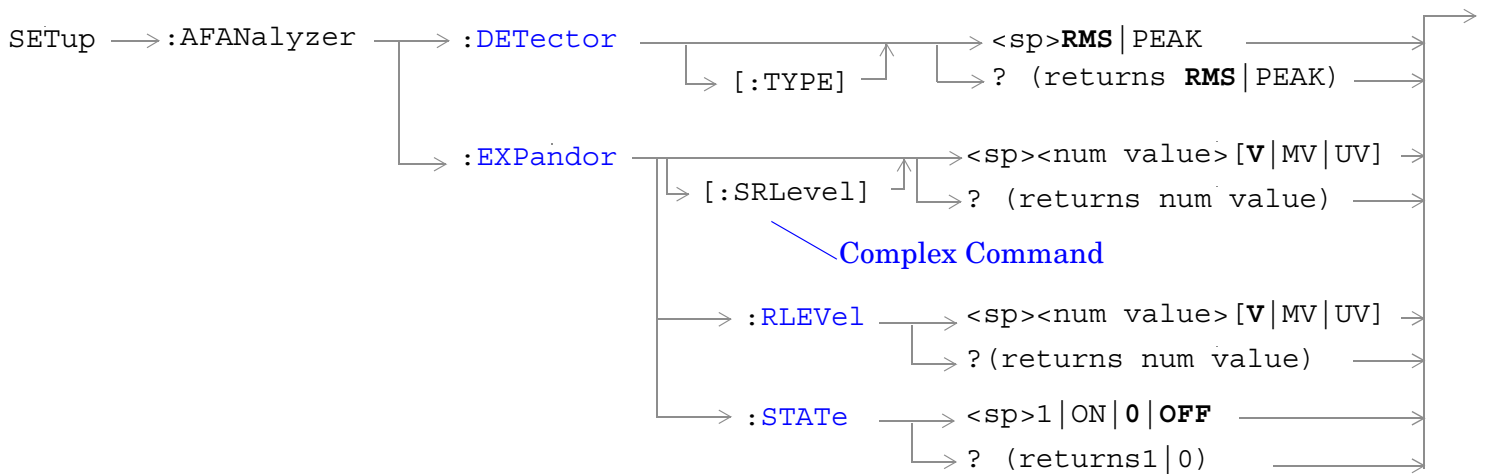 SETup :AFANalyzer :DETector <sp>RMS|PEAK
[:TYPE] ? (returns RMS|PEAK)
:EXPandor <sp><num value>[V|MV|UV]
[:SRLevel] ? (returns num value)
Complex Command
:RLEVel <sp><num value>[V|MV|UV]
?(returns num value)
:STATe <sp>1|ON|0|OFF
? (returns1|0)